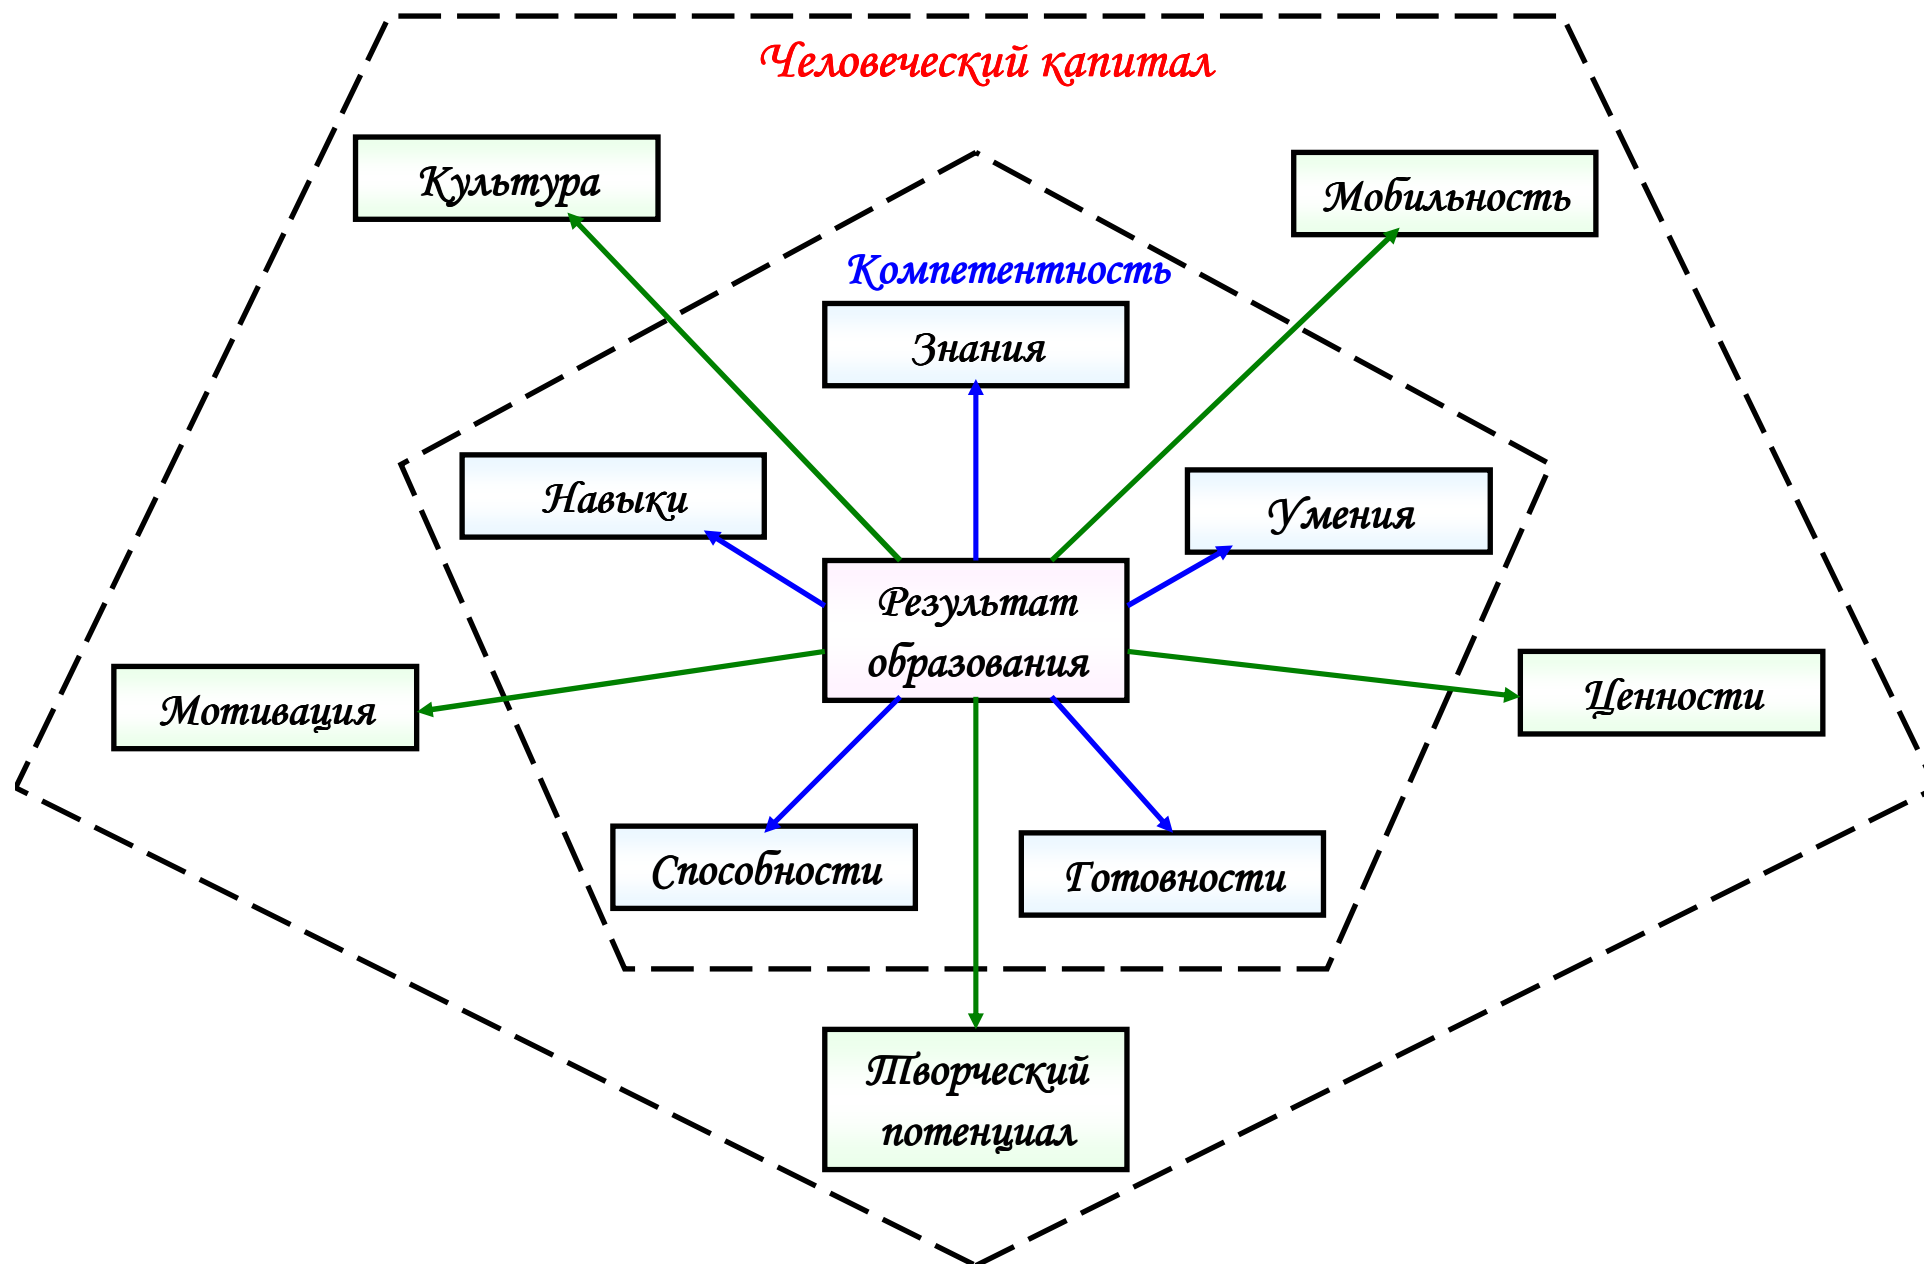 Человеческий капитал
Культура
Мобильность
Компетентность
Знания
Навыки
Умения
Результат
образования
Мотивация
Ценности
Способности
Готовности
Творческий
потенциал